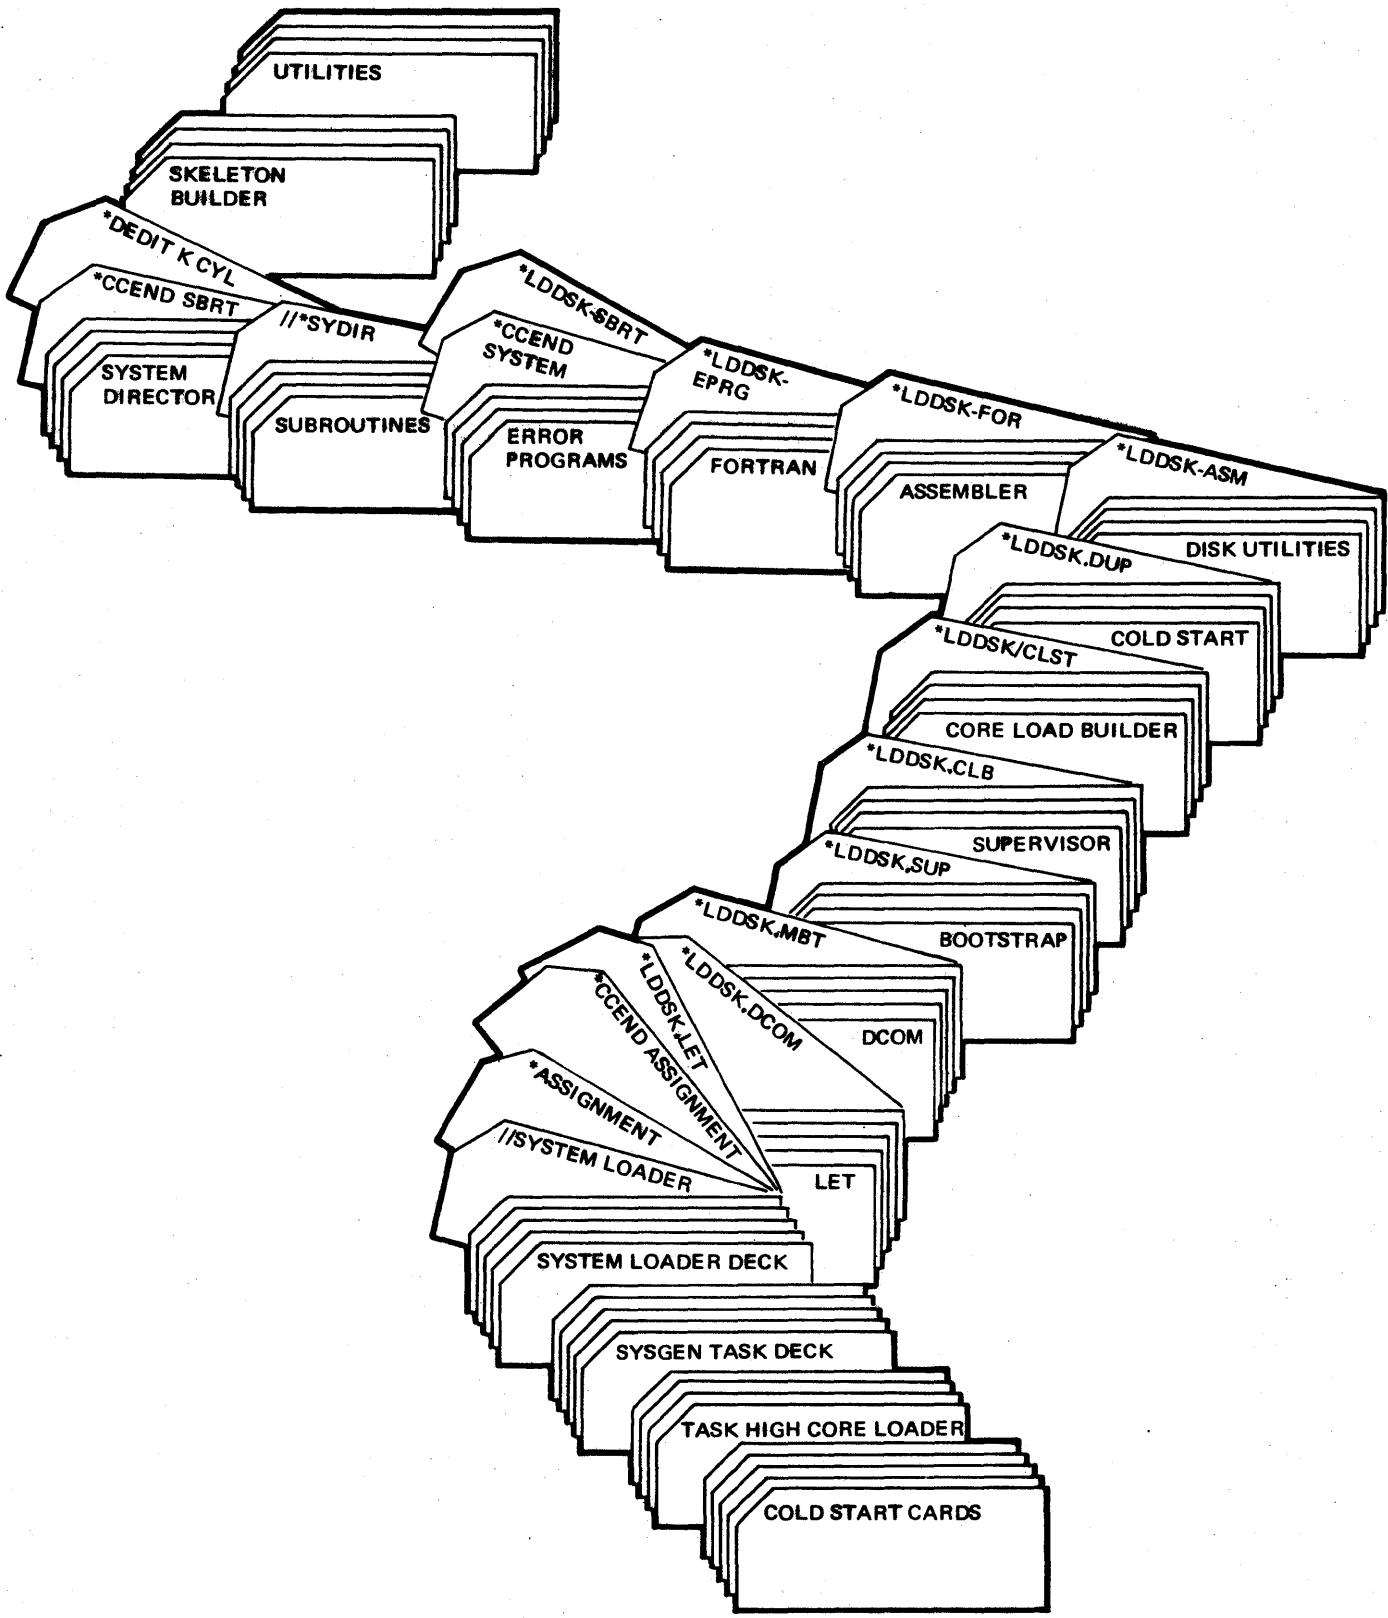 UTILITIES
SKELETON
BUILDER
*DEDIT K CYL
*CCEND SBRT
SYSTEM
DIRECTOR
//*SYDIR
SUBROUTINES
*LDDSK-SBRT
*CCEND
SYSTEM
ERROR
PROGRAMS
*LDDSK-
EPRG
FORTRAN
*LDDSK-FOR
ASSEMBLER
*LDDSK-ASM
DISK UTILITIES
*LDDSK.DUP
COLD START
*LDDSK/CLST
CORE LOAD BUILDER
*LDDSK.CLB
SUPERVISOR
*LDDSK.SUP
BOOTSTRAP
*LDDSK.MBT
DCOM
*LDDSK.DCOM
LET
*LDDSK.LET
*CCEND ASSIGNMENT
*ASSIGNMENT
//SYSTEM LOADER
SYSTEM LOADER DECK
SYSGEN TASK DECK
TASK HIGH CORE LOADER
COLD START CARDS